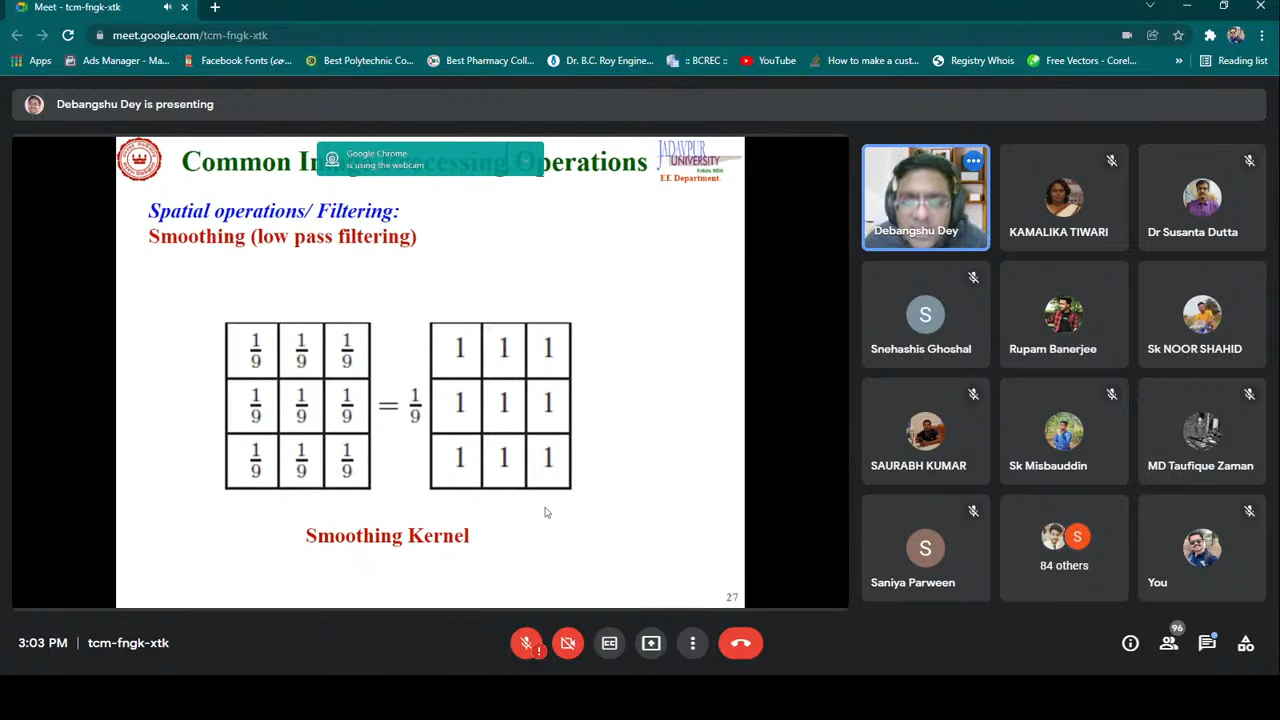 Meet - tcm-fngk-xtk
meet.google.com/tcm-fngk-xtk
Apps
Ads Manager - Ma...
Best Polytechnic Co...
Best Pharmacy Coll...
Dr. B.C. Roy Engine...
:: BCREC ::
YouTube
How to make a cust...
Registry Whois
Free Vectors - Corel...
»
Reading list
Debangshu Dey is presenting
Common Im
Operations
Google Chrome
is using the webcam
JADAVPUR
UNIVERSITY
EE Department.
Spatial operations/ Filtering:
Smoothing (low pass filtering)
1/9 1/9 1/9 1 1 1
1/9 1/9 1/9 = 1/9 1 1 1
1/9 1/9 1/9 1 1 1
Smoothing Kernel
27
Debangshu Dey
KAMALIKA TIWARI
Dr Susanta Dutta
S
Snehashis Ghoshal
Rupam Banerjee
Sk NOOR SHAHID
SAURABH KUMAR
Sk Misbauddin
MD Taufique Zaman
S
Saniya Parween
S
84 others
You
3:03 PM | tcm-fngk-xtk
CC
96